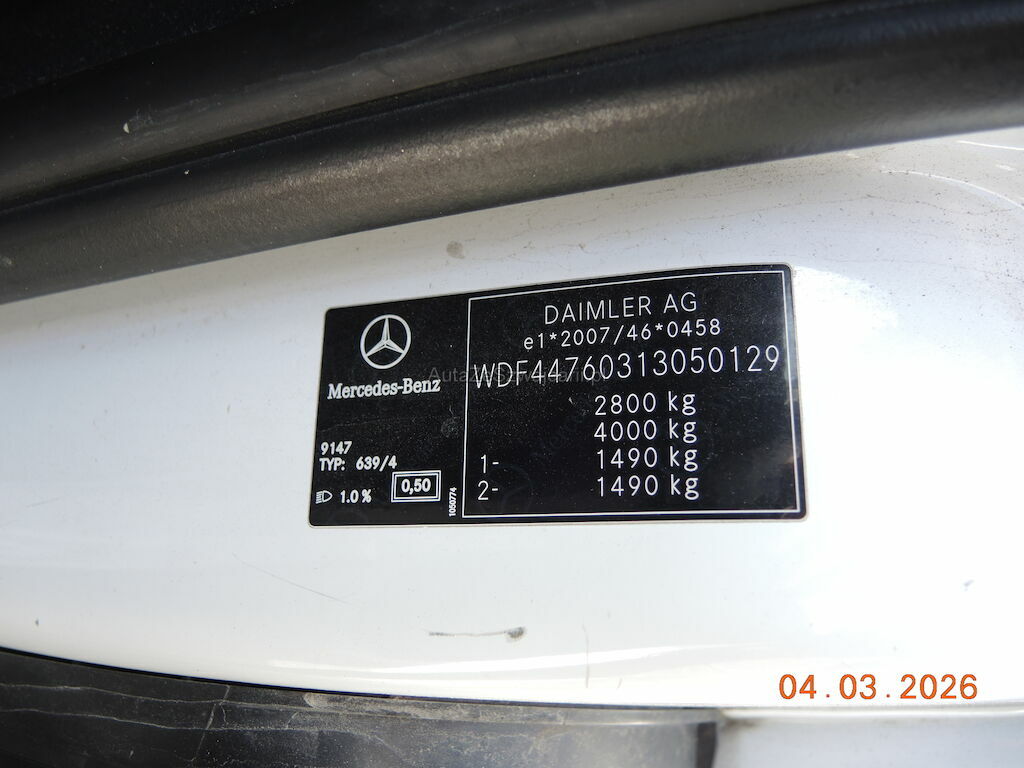 Mercedes-Benz
9147
TYP: 639/4
1.0 %
0,50
1050774
DAIMLER AG
e1*2007/46*0458
WDF44760313050129
2800 kg
4000 kg
1- 1490 kg
2- 1490 kg
04.03.2026